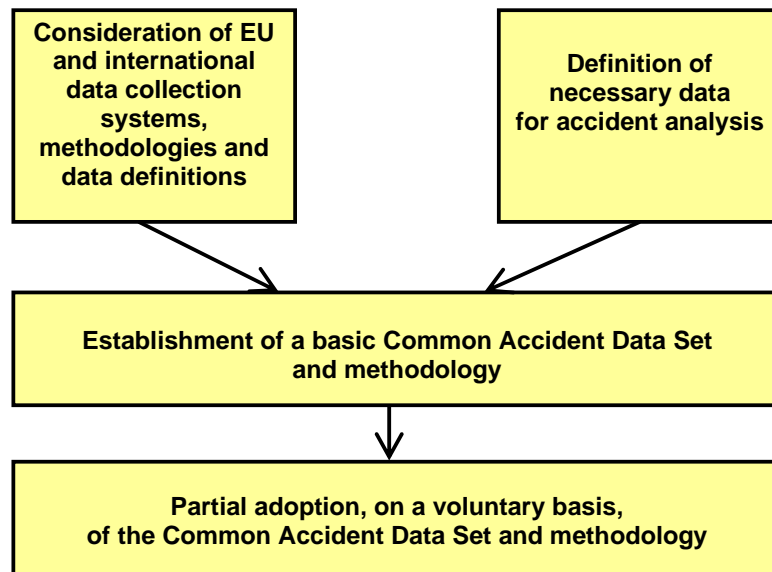 Consideration of EU
and international
data collection
systems,
methodologies and
data definitions
Definition of
necessary data
for accident analysis
Establishment of a basic Common Accident Data Set
and methodology
Partial adoption, on a voluntary basis,
of the Common Accident Data Set and methodology